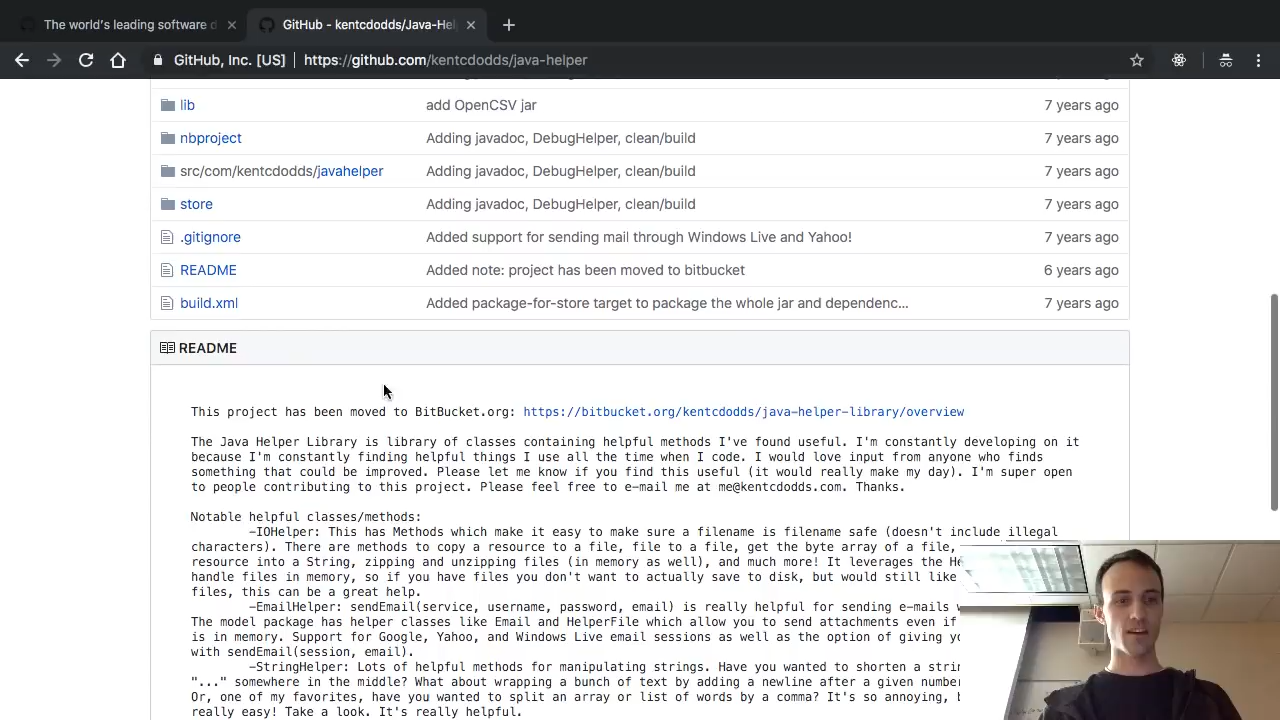 The world's leading software d
GitHub - kentcdodds/Java-Hel
GitHub, Inc. [US] https://github.com/kentcdodds/java-helper
lib add OpenCSV jar 7 years ago
nbproject Adding javadoc, DebugHelper, clean/build 7 years ago
src/com/kentcdodds/javahelper Adding javadoc, DebugHelper, clean/build 7 years ago
store Adding javadoc, DebugHelper, clean/build 7 years ago
.gitignore Added support for sending mail through Windows Live and Yahoo! 7 years ago
README Added note: project has been moved to bitbucket 6 years ago
build.xml Added package-for-store target to package the whole jar and dependenc... 7 years ago
README
This project has been moved to BitBucket.org: https://bitbucket.org/kentcdodds/java-helper-library/overview
The Java Helper Library is library of classes containing helpful methods I've found useful. I'm constantly developing on it
because I'm constantly finding helpful things I use all the time when I code. I would love input from anyone who finds
something that could be improved. Please let me know if you find this useful (it would really make my day). I'm super open
to people contributing to this project. Please feel free to e-mail me at me@kentcdodds.com. Thanks.
Notable helpful classes/methods:
-IOHelper: This has Methods which make it easy to make sure a filename is filename safe (doesn't include illegal
characters). There are methods to copy a resource to a file, file to a file, get the byte array of a file,
resource into a String, zipping and unzipping files (in memory as well), and much more! It leverages the He
handle files in memory, so if you have files you don't want to actually save to disk, but would still like
files, this can be a great help.
-EmailHelper: sendEmail(service, username, password, email) is really helpful for sending e-mails
The model package has helper classes like Email and HelperFile which allow you to send attachments even if
is in memory. Support for Google, Yahoo, and Windows Live email sessions as well as the option of giving
with sendEmail(session, email).
-StringHelper: Lots of helpful methods for manipulating strings. Have you wanted to shorten a strin
"..." somewhere in the middle? What about wrapping a bunch of text by adding a newline after a given number
Or, one of my favorites, have you wanted to split an array or list of words by a comma? It's so annoying,
really easy! Take a look. It's really helpful.